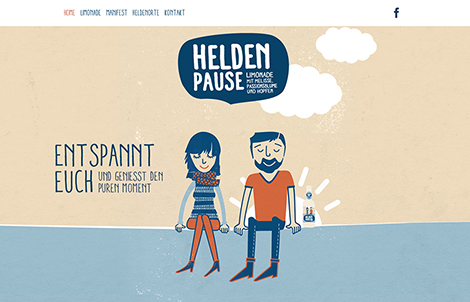 HOME LIMONADE MANIFEST HELDENORTE KONTAKT
f
HELDEN
PAUSE
LIMONADE
MIT MELISSE,
PASSIONSBLUME
UND HOPFEN
ENTSPANNT
EUCH
UND GENIESST DEN
PUREN MOMENT